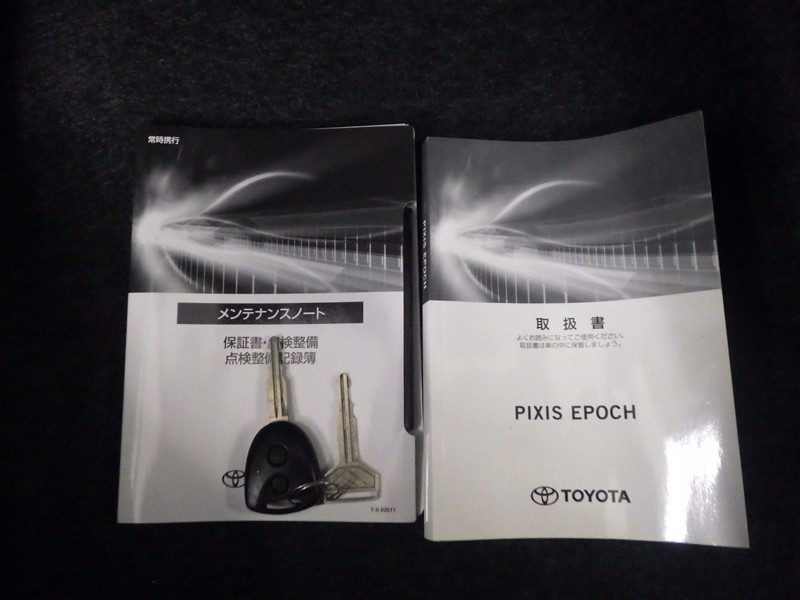 常時携行
メンテナンスノート
保証書・点検整備
点検整備記録簿
PIXIS EPOCH
取扱書
よくお読みになってご使用ください。
取扱書は車の中に保管しましょう。
PIXIS EPOCH
TOYOTA